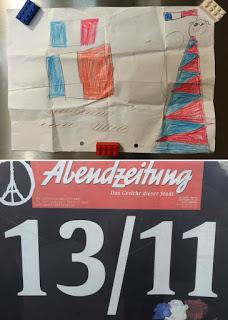 Abendzeitung
Das Gesicht dieser Stadt
13/11